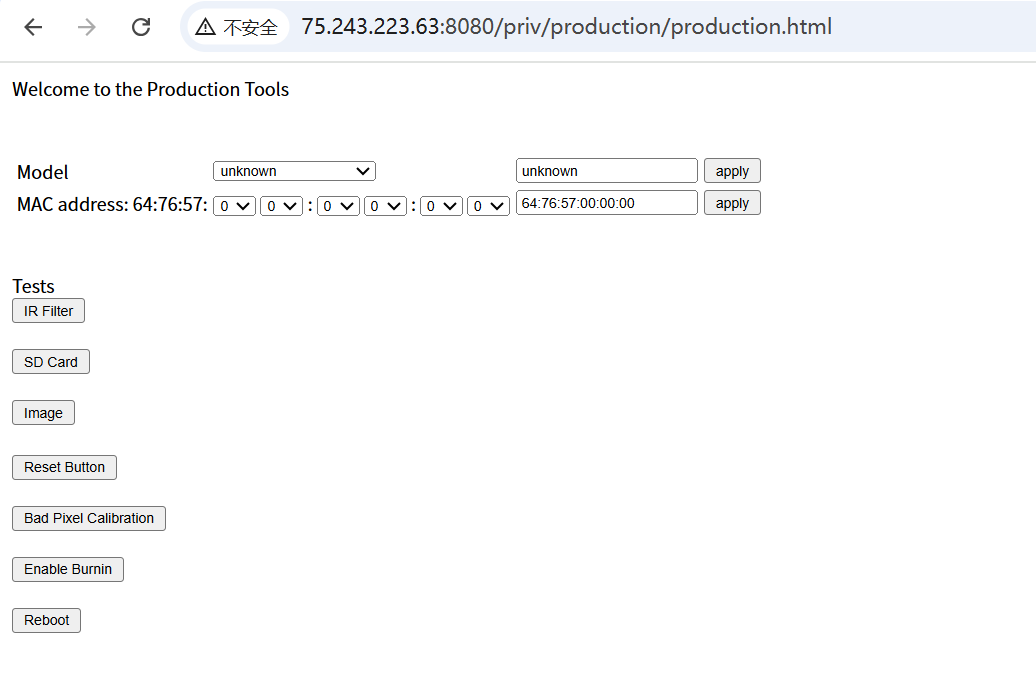 不安全 75.243.223.63:8080/priv/production/production.html
Welcome to the Production Tools
Model unknown unknown apply
MAC address: 64:76:57: 0 0 : 0 0 : 0 0 64:76:57:00:00:00 apply
Tests
IR Filter
SD Card
Image
Reset Button
Bad Pixel Calibration
Enable Burnin
Reboot